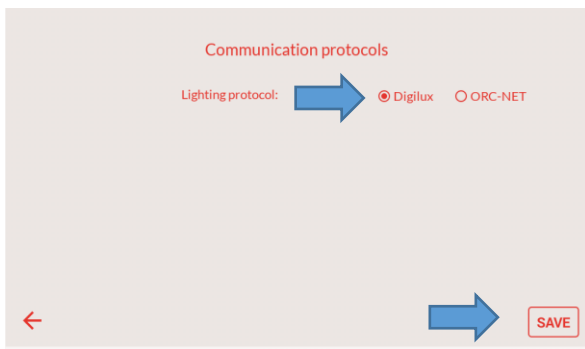 Communication protocols
Lighting protocol: Digilux ORC-NET
SAVE